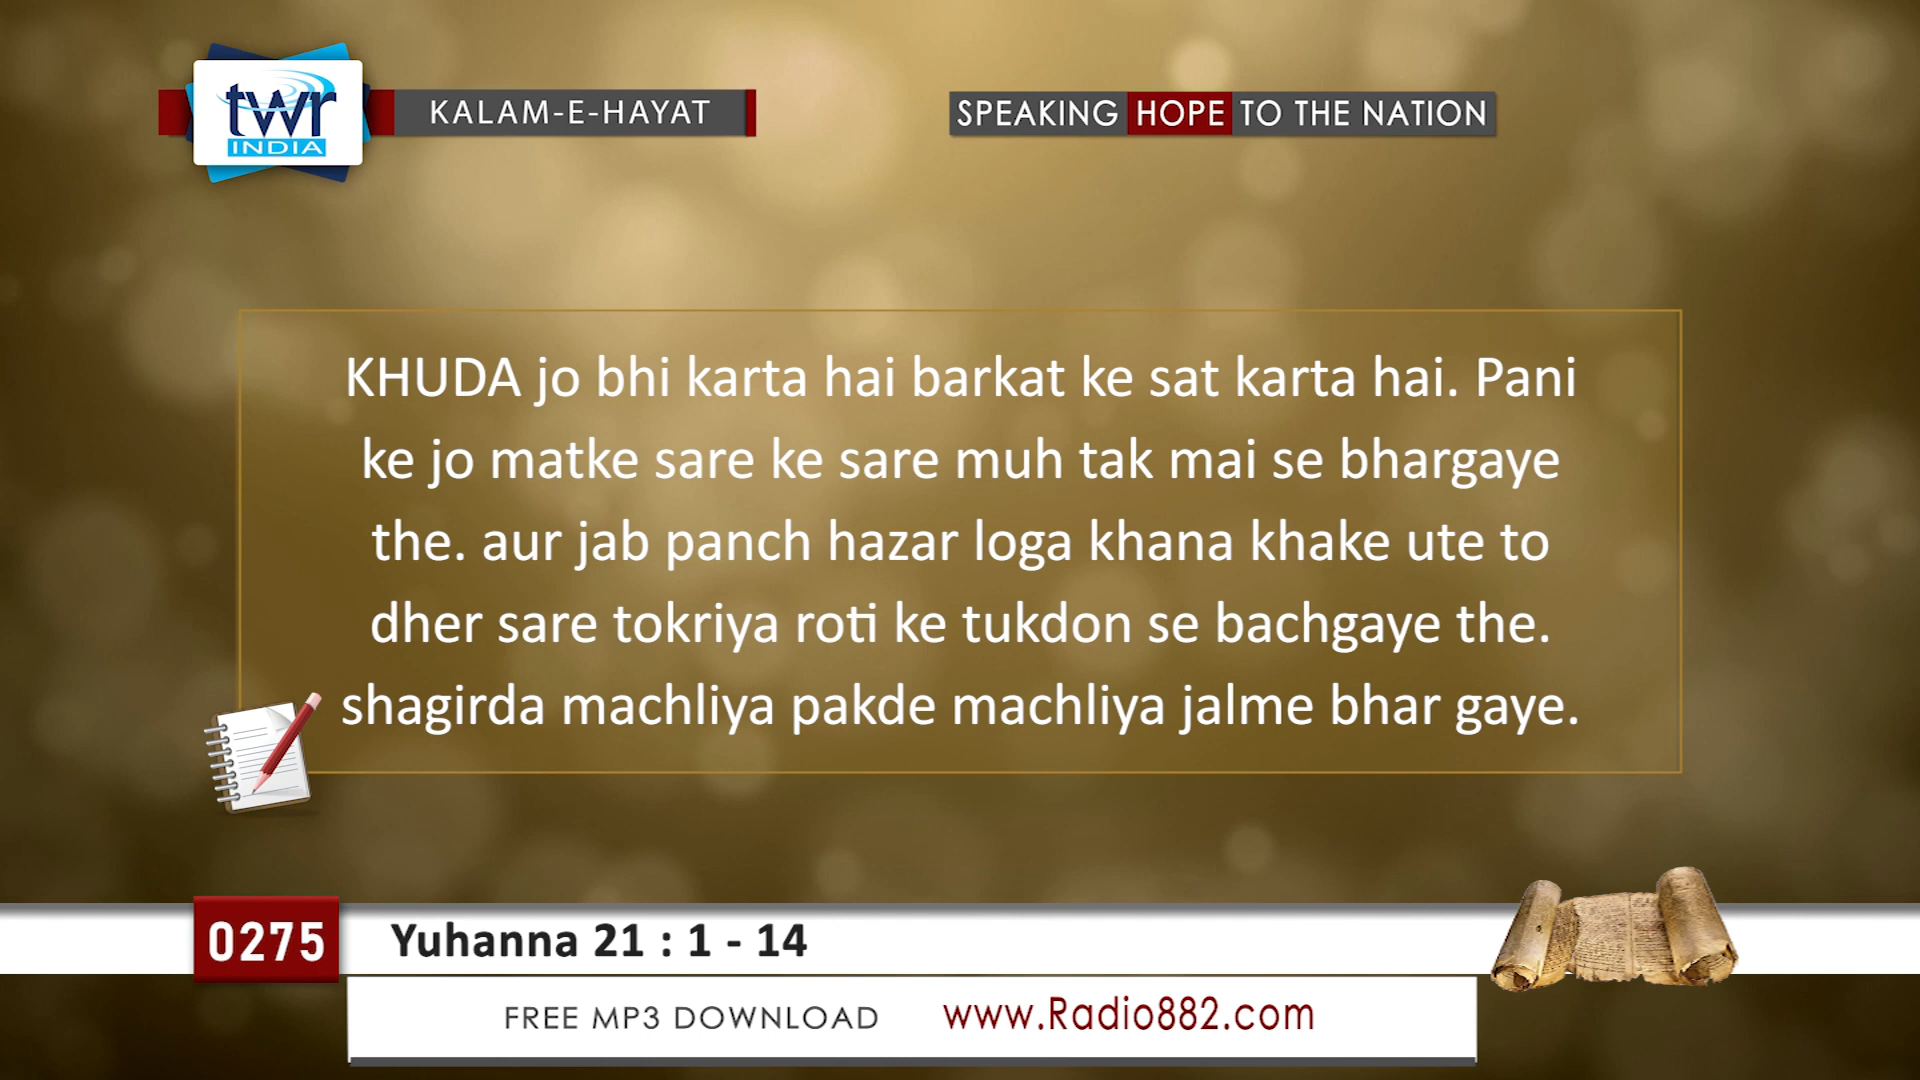 twr
INDIA
KALAM-E-HAYAT
SPEAKING HOPE TO THE NATION
KHUDA jo bhi karta hai barkat ke sat karta hai. Pani
ke jo matke sare ke sare muh tak mai se bhargaye
the. aur jab panch hazar loga khana khake ute to
dher sare tokriya roti ke tukdon se bachgaye the.
shagirda machliya pakde machliya jalme bhar gaye.
0275
Yuhanna 21 : 1 - 14
FREE MP3 DOWNLOAD www.Radio882.com